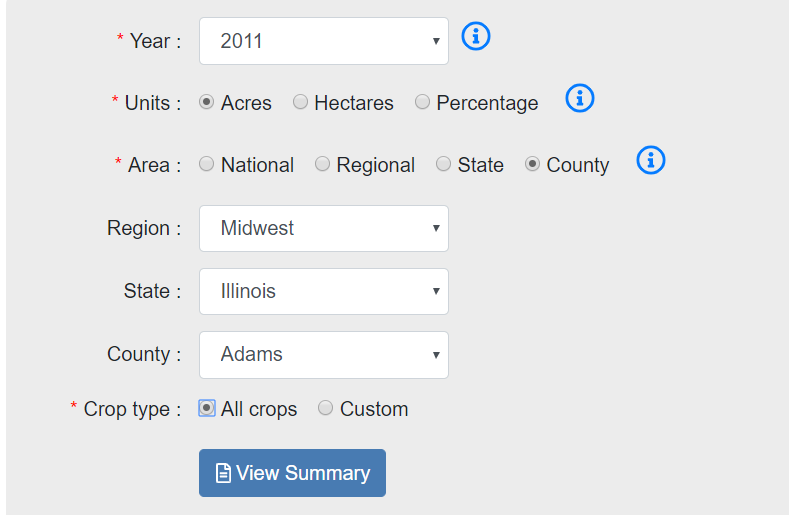 * Year : 2011
* Units : Acres Hectares Percentage
* Area : National Regional State County
Region : Midwest
State : Illinois
County : Adams
* Crop type : All crops Custom
View Summary